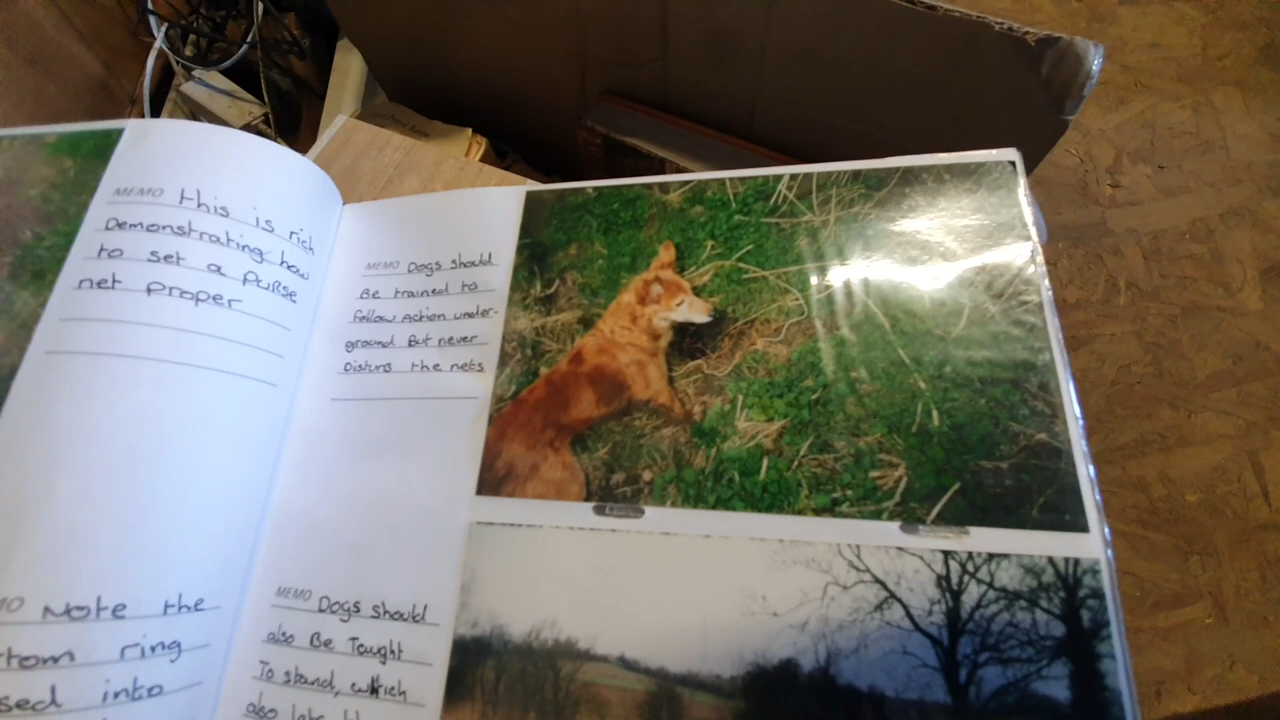 MEMO this is rich
Demonstrating how
to set a purse
net proper
Note the
ring
into
MEMO Dogs should
Be trained to
follow Action under-
ground But never
Disturb the nets
MEMO Dogs should
also Be Taught
To stand, which
also